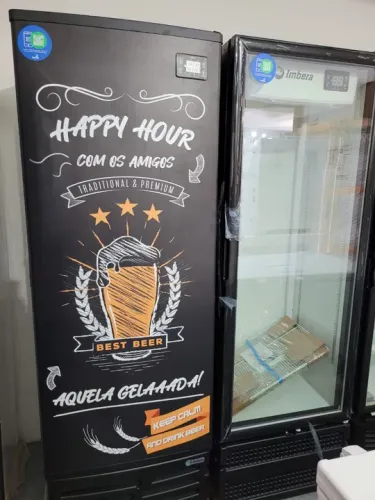 HAPPY HOUR
COM OS AMIGOS
TRADITIONAL & PREMIUM
BEST BEER
AQUELA GELAAADA!
KEEP CALM
AND DRINK BEER
Imbera